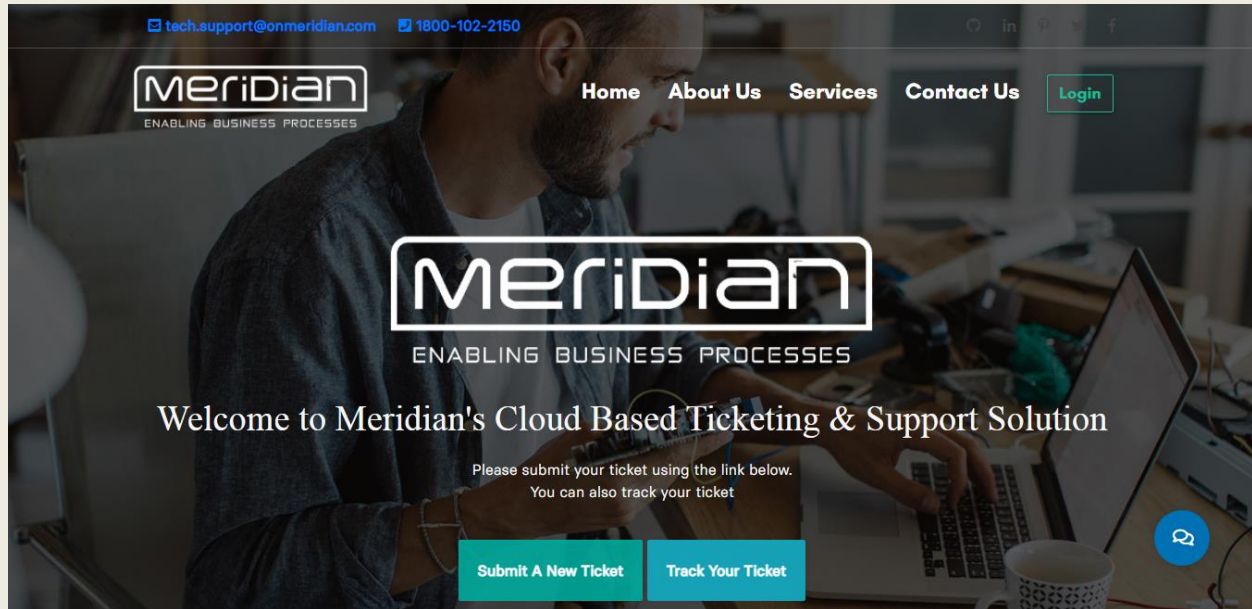 tech.support@onmeridian.com 1800-102-2150
MeriDian
ENABLING BUSINESS PROCESSES
Home About Us Services Contact Us Login
MeriDian
ENABLING BUSINESS PROCESSES
Welcome to Meridian's Cloud Based Ticketing & Support Solution
Please submit your ticket using the link below.
You can also track your ticket
Submit A New Ticket Track Your Ticket